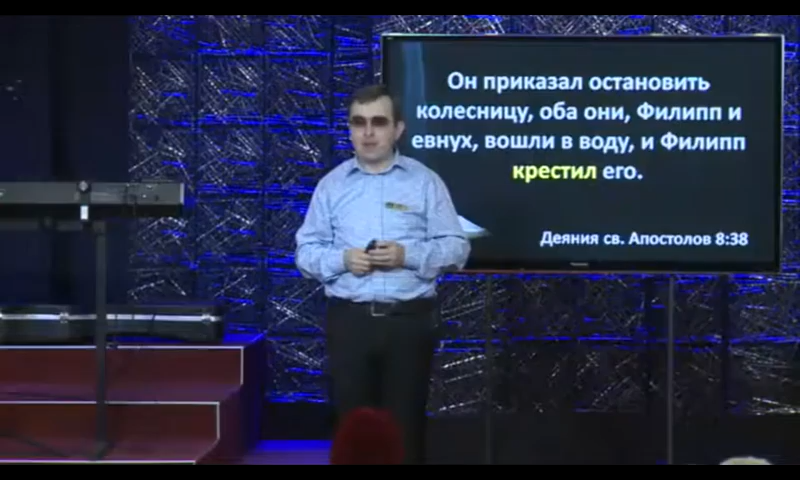 Он приказал остановить
колесницу, оба они, Филипп и
евнух, вошли в воду, и Филипп
крестил его.
Деяния св. Апостолов 8:38